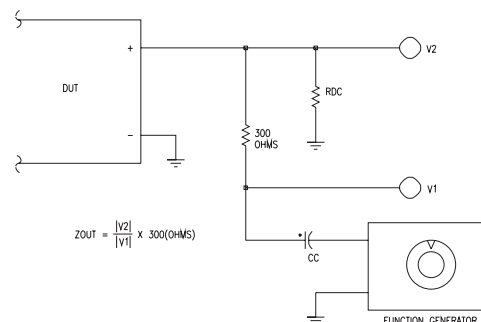 +
V2
DUT
RDC
300
OHMS
-
V1
ZOUT = |V2| / |V1| X 300(OHMS)
*
CC
FUNCTION GENERATOR